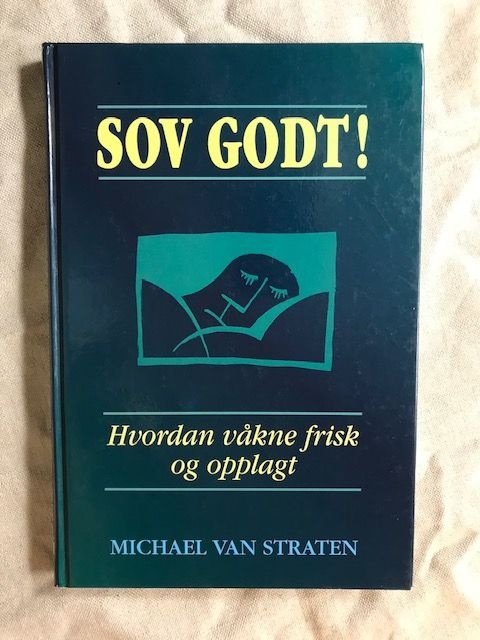 SOV GODT!
Hvordan våkne frisk
og opplagt
MICHAEL VAN STRATEN